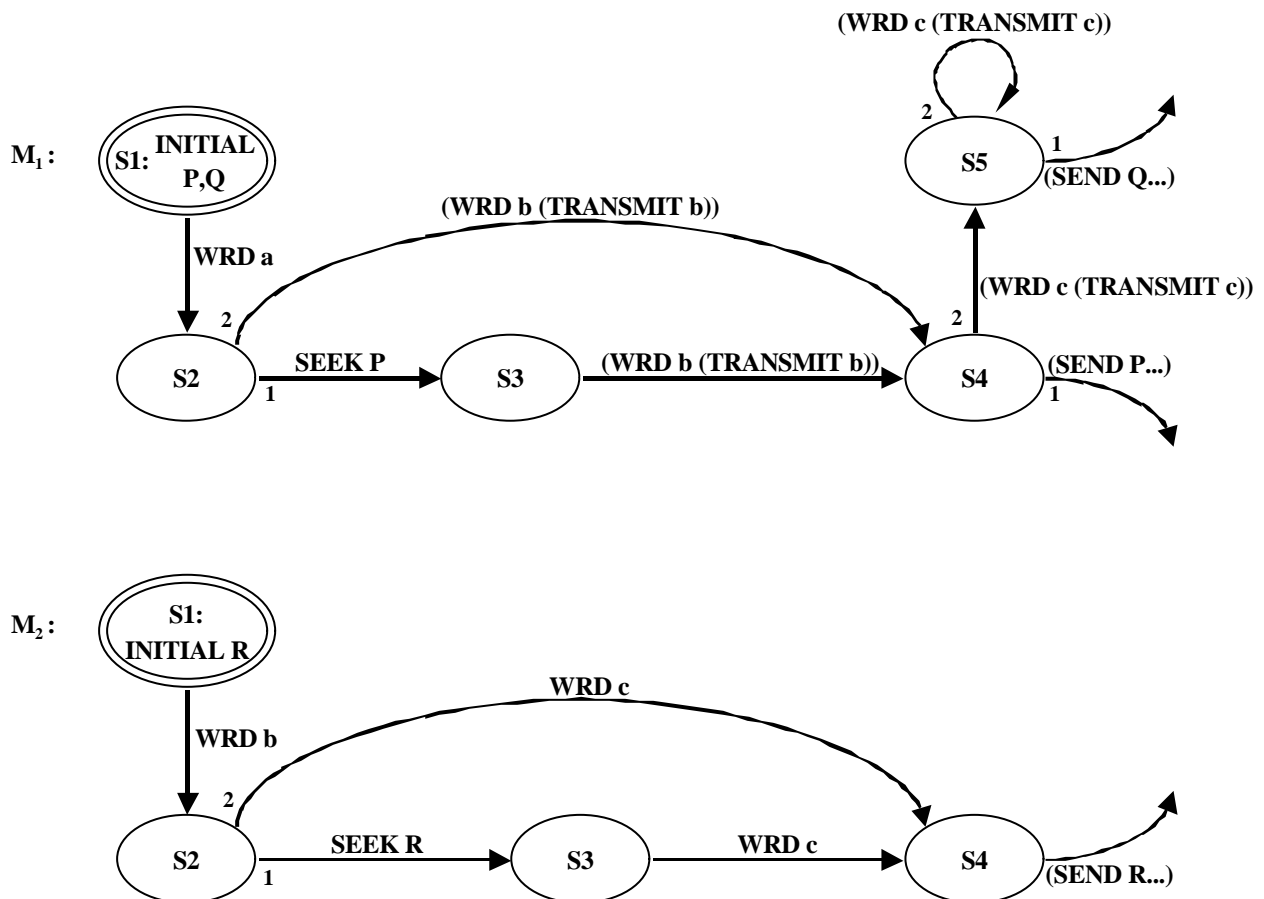 (WRD c (TRANSMIT c))
M1 :
S1: INITIAL
P,Q
2
1
S5
(SEND Q...)
(WRD b (TRANSMIT b))
WRD a
(WRD c (TRANSMIT c))
2
2
S2
SEEK P
1
S3
(WRD b (TRANSMIT b))
S4
(SEND P...)
1
M2 :
S1:
INITIAL R
WRD c
WRD b
2
S2
SEEK R
1
S3
WRD c
S4
(SEND R...)